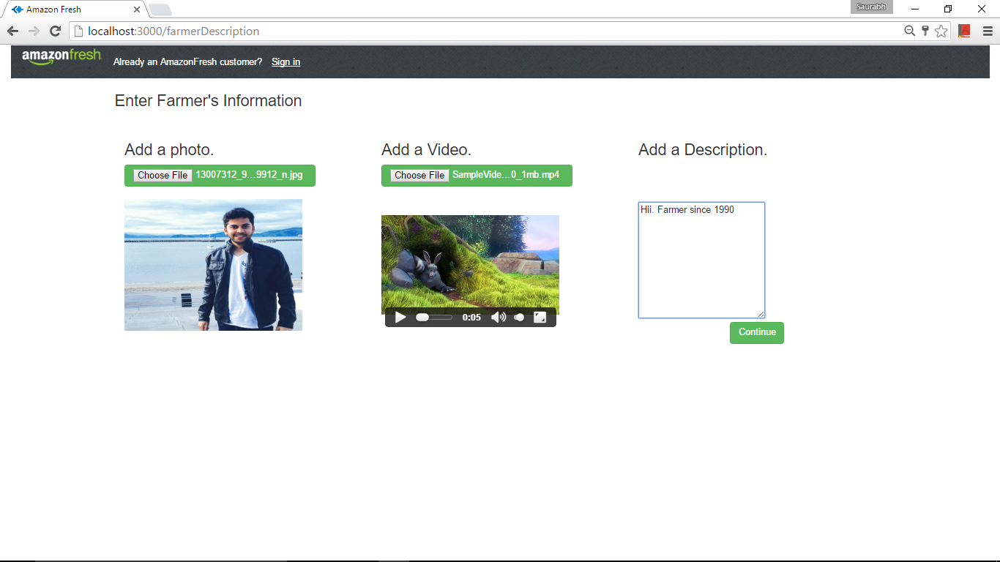 Amazon Fresh
Saurabh
localhost:3000/farmerDescription
amazonfresh Already an AmazonFresh customer? Sign in
Enter Farmer's Information
Add a photo.
Choose File 13007312_9...9912_n.jpg
Add a Video.
Choose File SampleVide...0_1mb.mp4
0:05
Add a Description.
Hii. Farmer since 1990
Continue